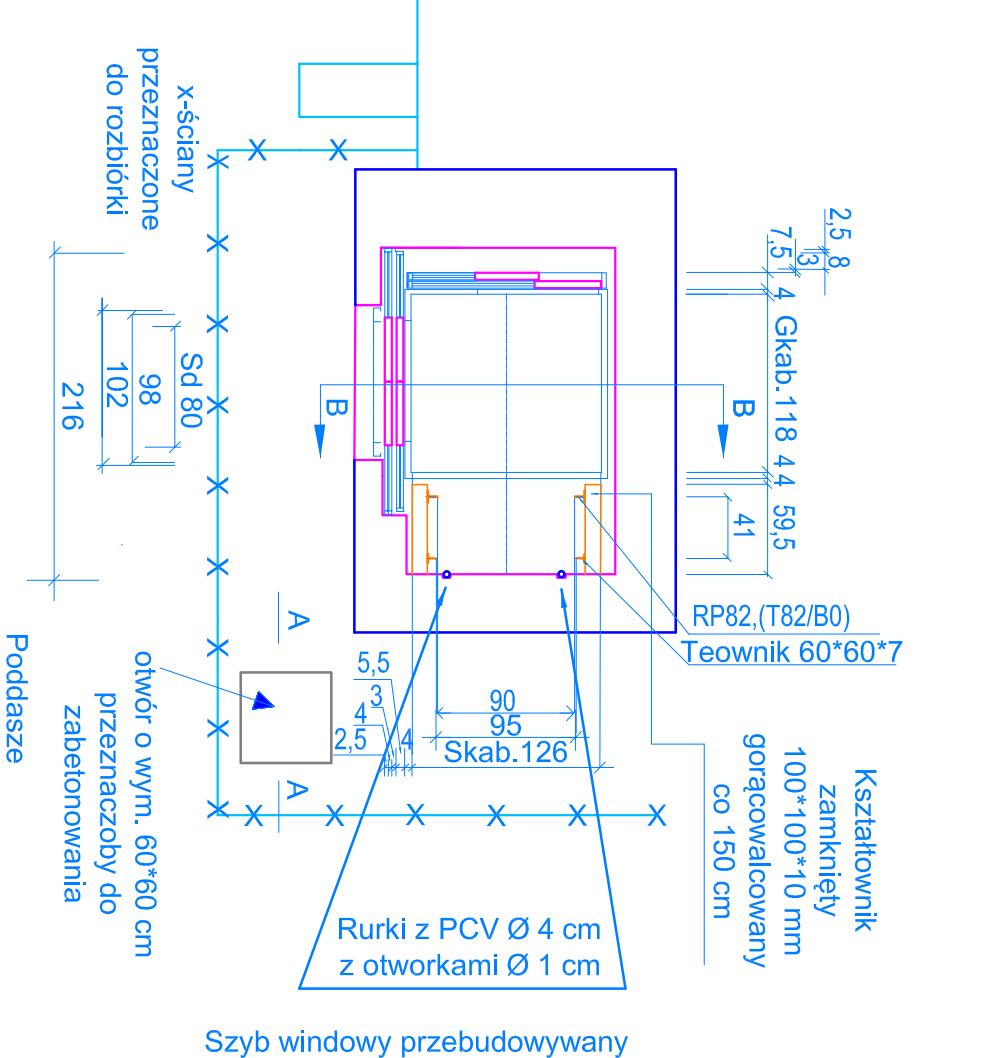 x-ściany
przeznaczone
do rozbiórki
X X
X
X
X
X
X
X
X
X
X X X X X X
2,5 8
7,5 3
4 Gkab.118 4 4 59,5
41
Sd 80
98
102
216
B
B
RP82,(T82/B0)
Teownik 60*60*7
A
A
5,5
3
4
2,5
4
90
95
Skab.126
otwór o wym. 60*60 cm
przeznaczoby do
zabetonowania
Poddasze
Kształtownik
zamknięty
100*100*10 mm
gorącowalcowany
co 150 cm
Rurki z PCV Ø 4 cm
z otworkami Ø 1 cm
Szyb windowy przebudowywany